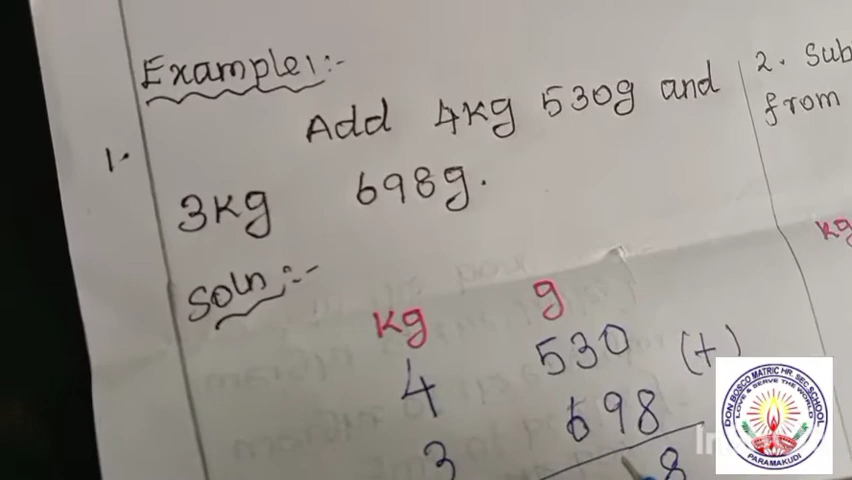 Example1:-
1. Add 4kg 530g and
3kg 698g.
Soln:-
kg g
4 530 (+)
3 698
8
2. Sub
from
kg
DON BOSCO MATRIC HR. SEC. SCHOOL
LOVE & SERVE THE WORLD
PARAMAKUDI